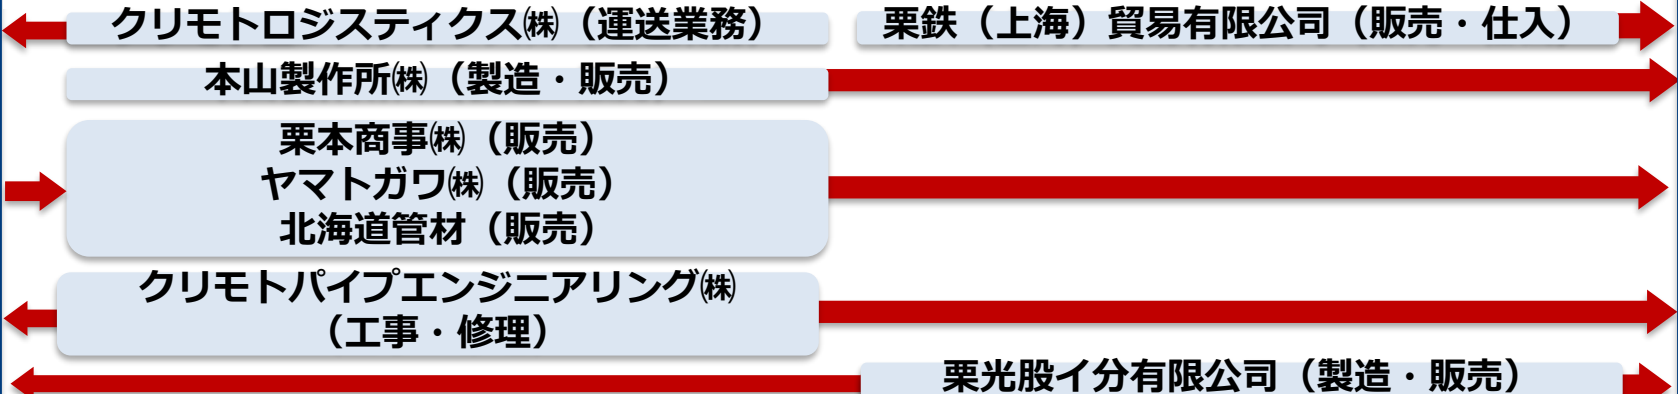 クリモトロジスティクス㈱（運送業務）
栗鉄（上海）貿易有限公司（販売・仕入）
本山製作所㈱（製造・販売）
栗本商事㈱（販売）
ヤマトガワ㈱（販売）
北海道管材（販売）
クリモトパイプエンジニアリング㈱
（工事・修理）
栗光股イ分有限公司（製造・販売）